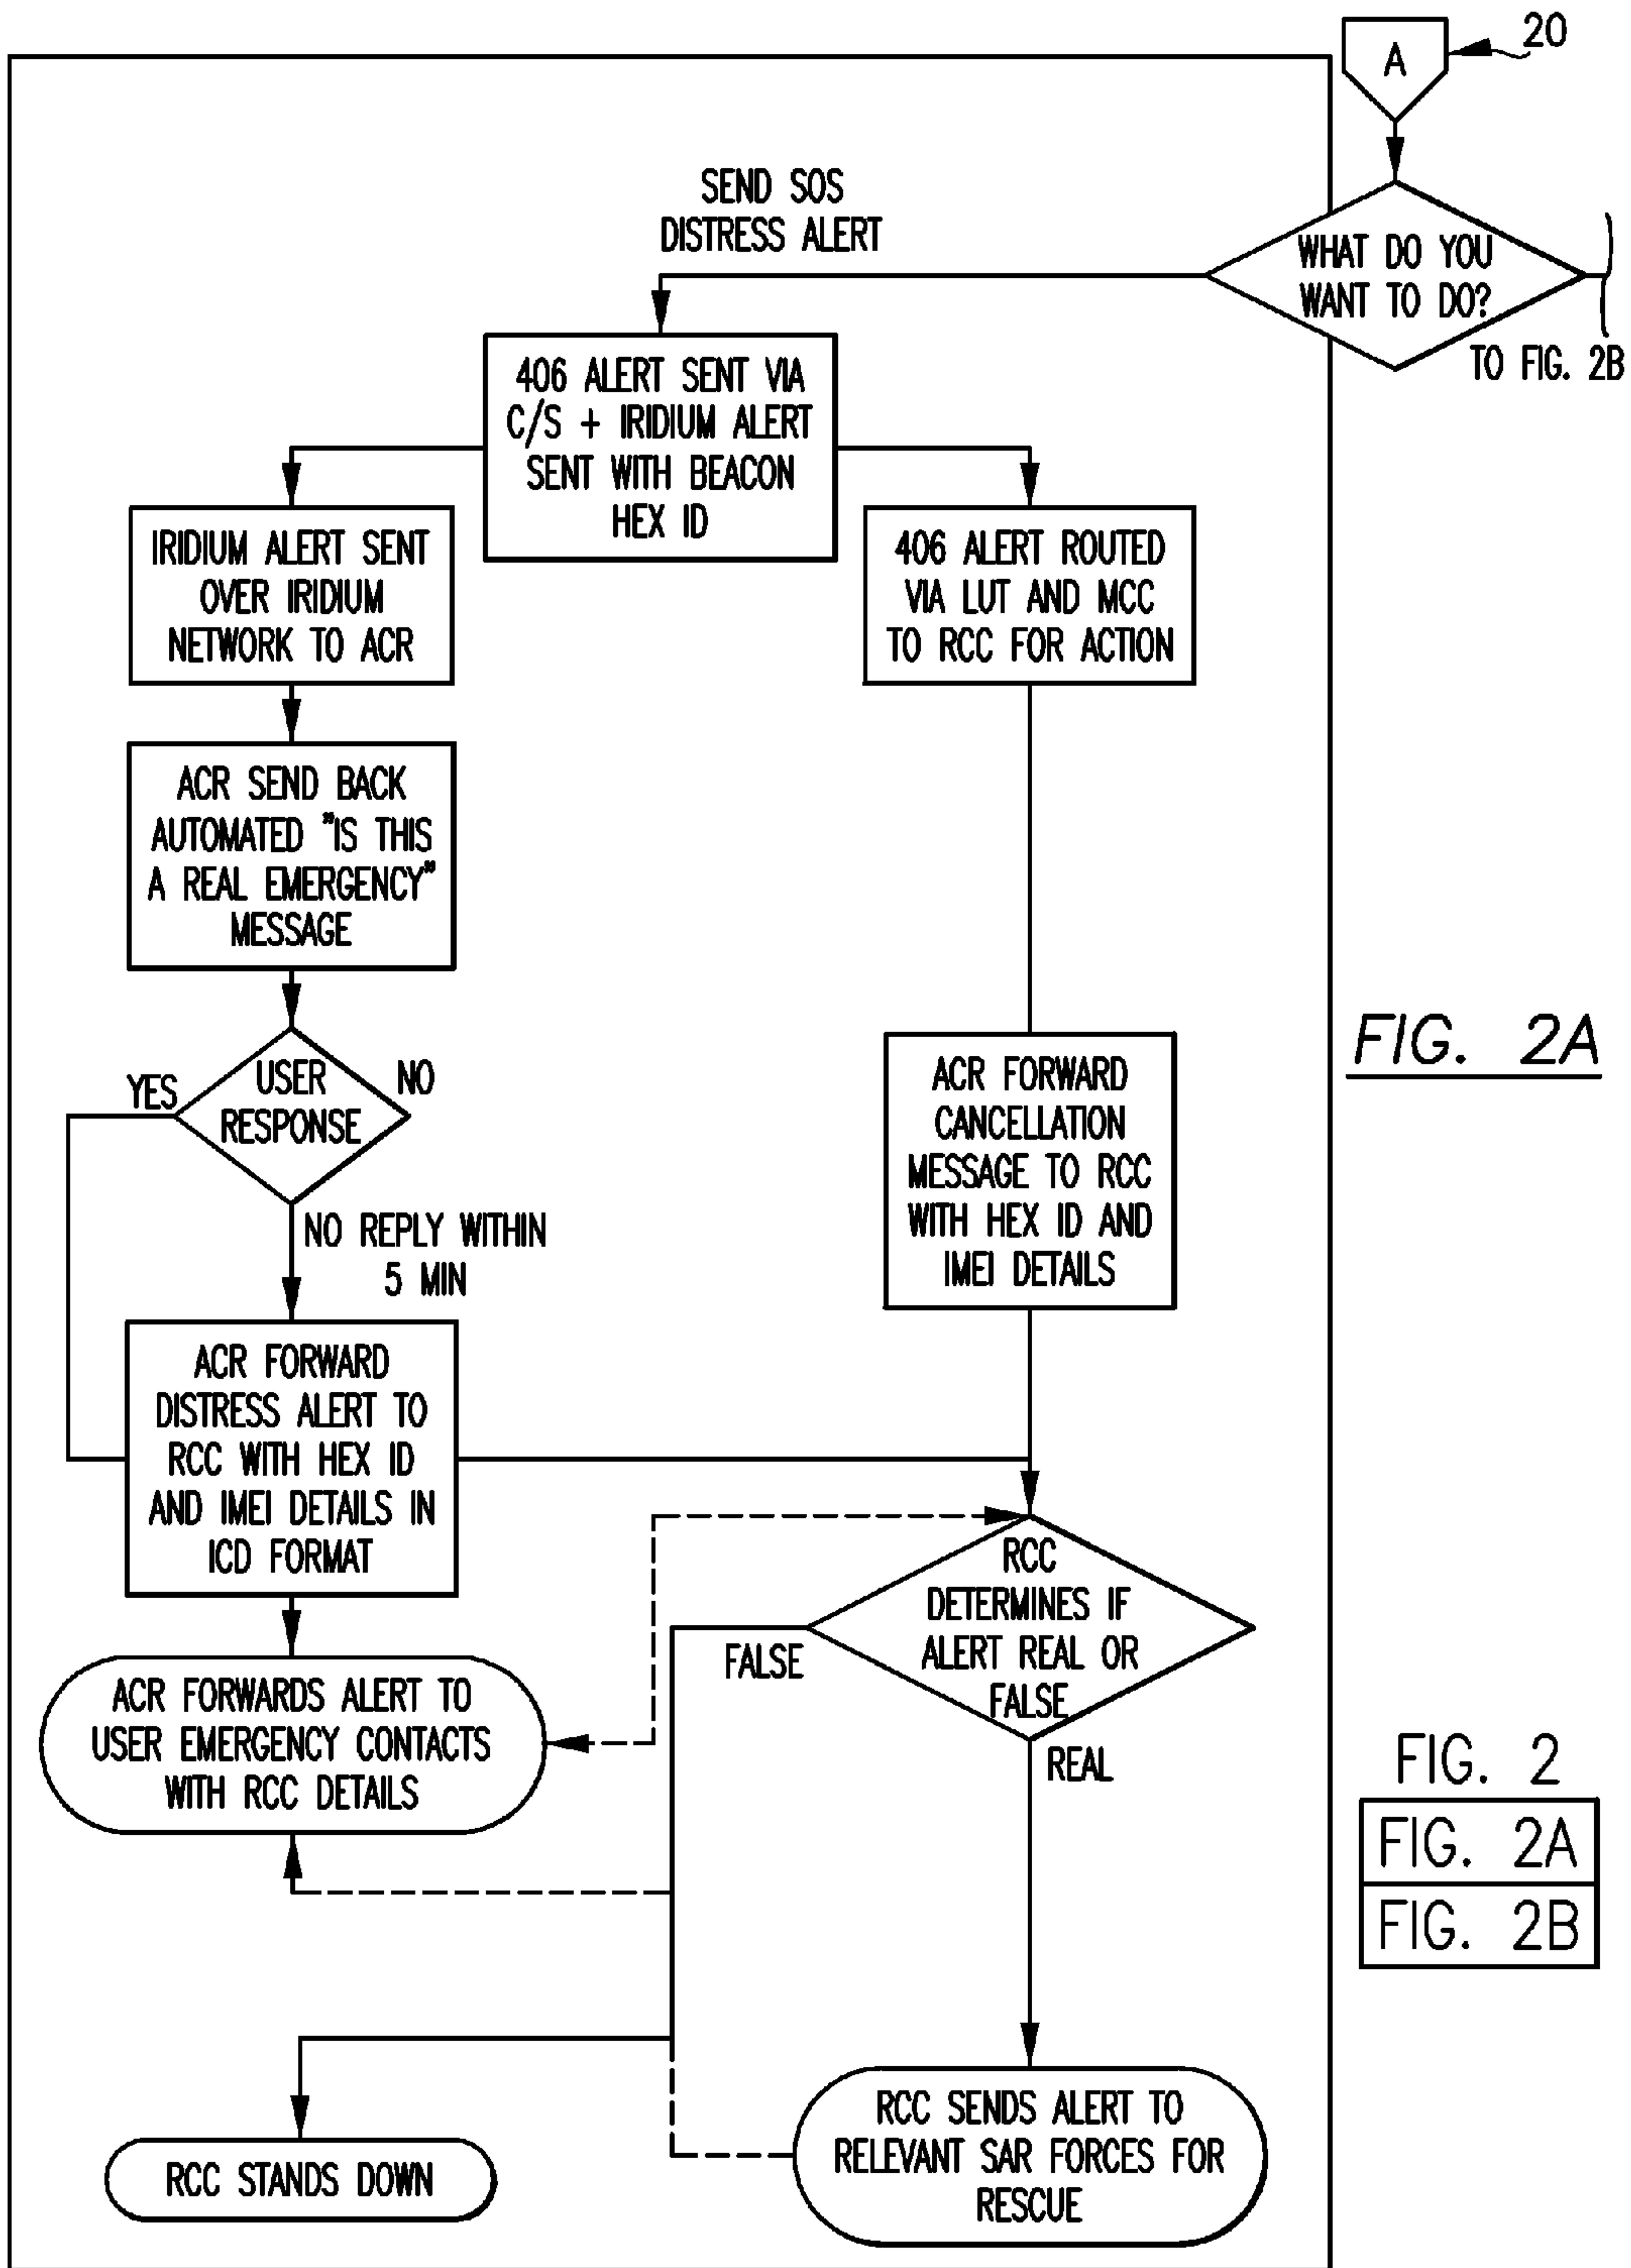 20
A
SEND SOS
DISTRESS ALERT
WHAT DO YOU
WANT TO DO?
TO FIG. 2B
406 ALERT SENT VIA
C/S + IRIDIUM ALERT
SENT WITH BEACON
HEX ID
IRIDIUM ALERT SENT
OVER IRIDIUM
NETWORK TO ACR
406 ALERT ROUTED
VIA LUT AND MCC
TO RCC FOR ACTION
ACR SEND BACK
AUTOMATED "IS THIS
A REAL EMERGENCY"
MESSAGE
YES
USER
RESPONSE
NO
NO REPLY WITHIN
5 MIN
ACR FORWARD
CANCELLATION
MESSAGE TO RCC
WITH HEX ID AND
IMEI DETAILS
FIG. 2A
ACR FORWARD
DISTRESS ALERT TO
RCC WITH HEX ID
AND IMEI DETAILS IN
ICD FORMAT
RCC
DETERMINES IF
ALERT REAL OR
FALSE
FALSE
REAL
ACR FORWARDS ALERT TO
USER EMERGENCY CONTACTS
WITH RCC DETAILS
FIG. 2
FIG. 2A
FIG. 2B
RCC STANDS DOWN
RCC SENDS ALERT TO
RELEVANT SAR FORCES FOR
RESCUE